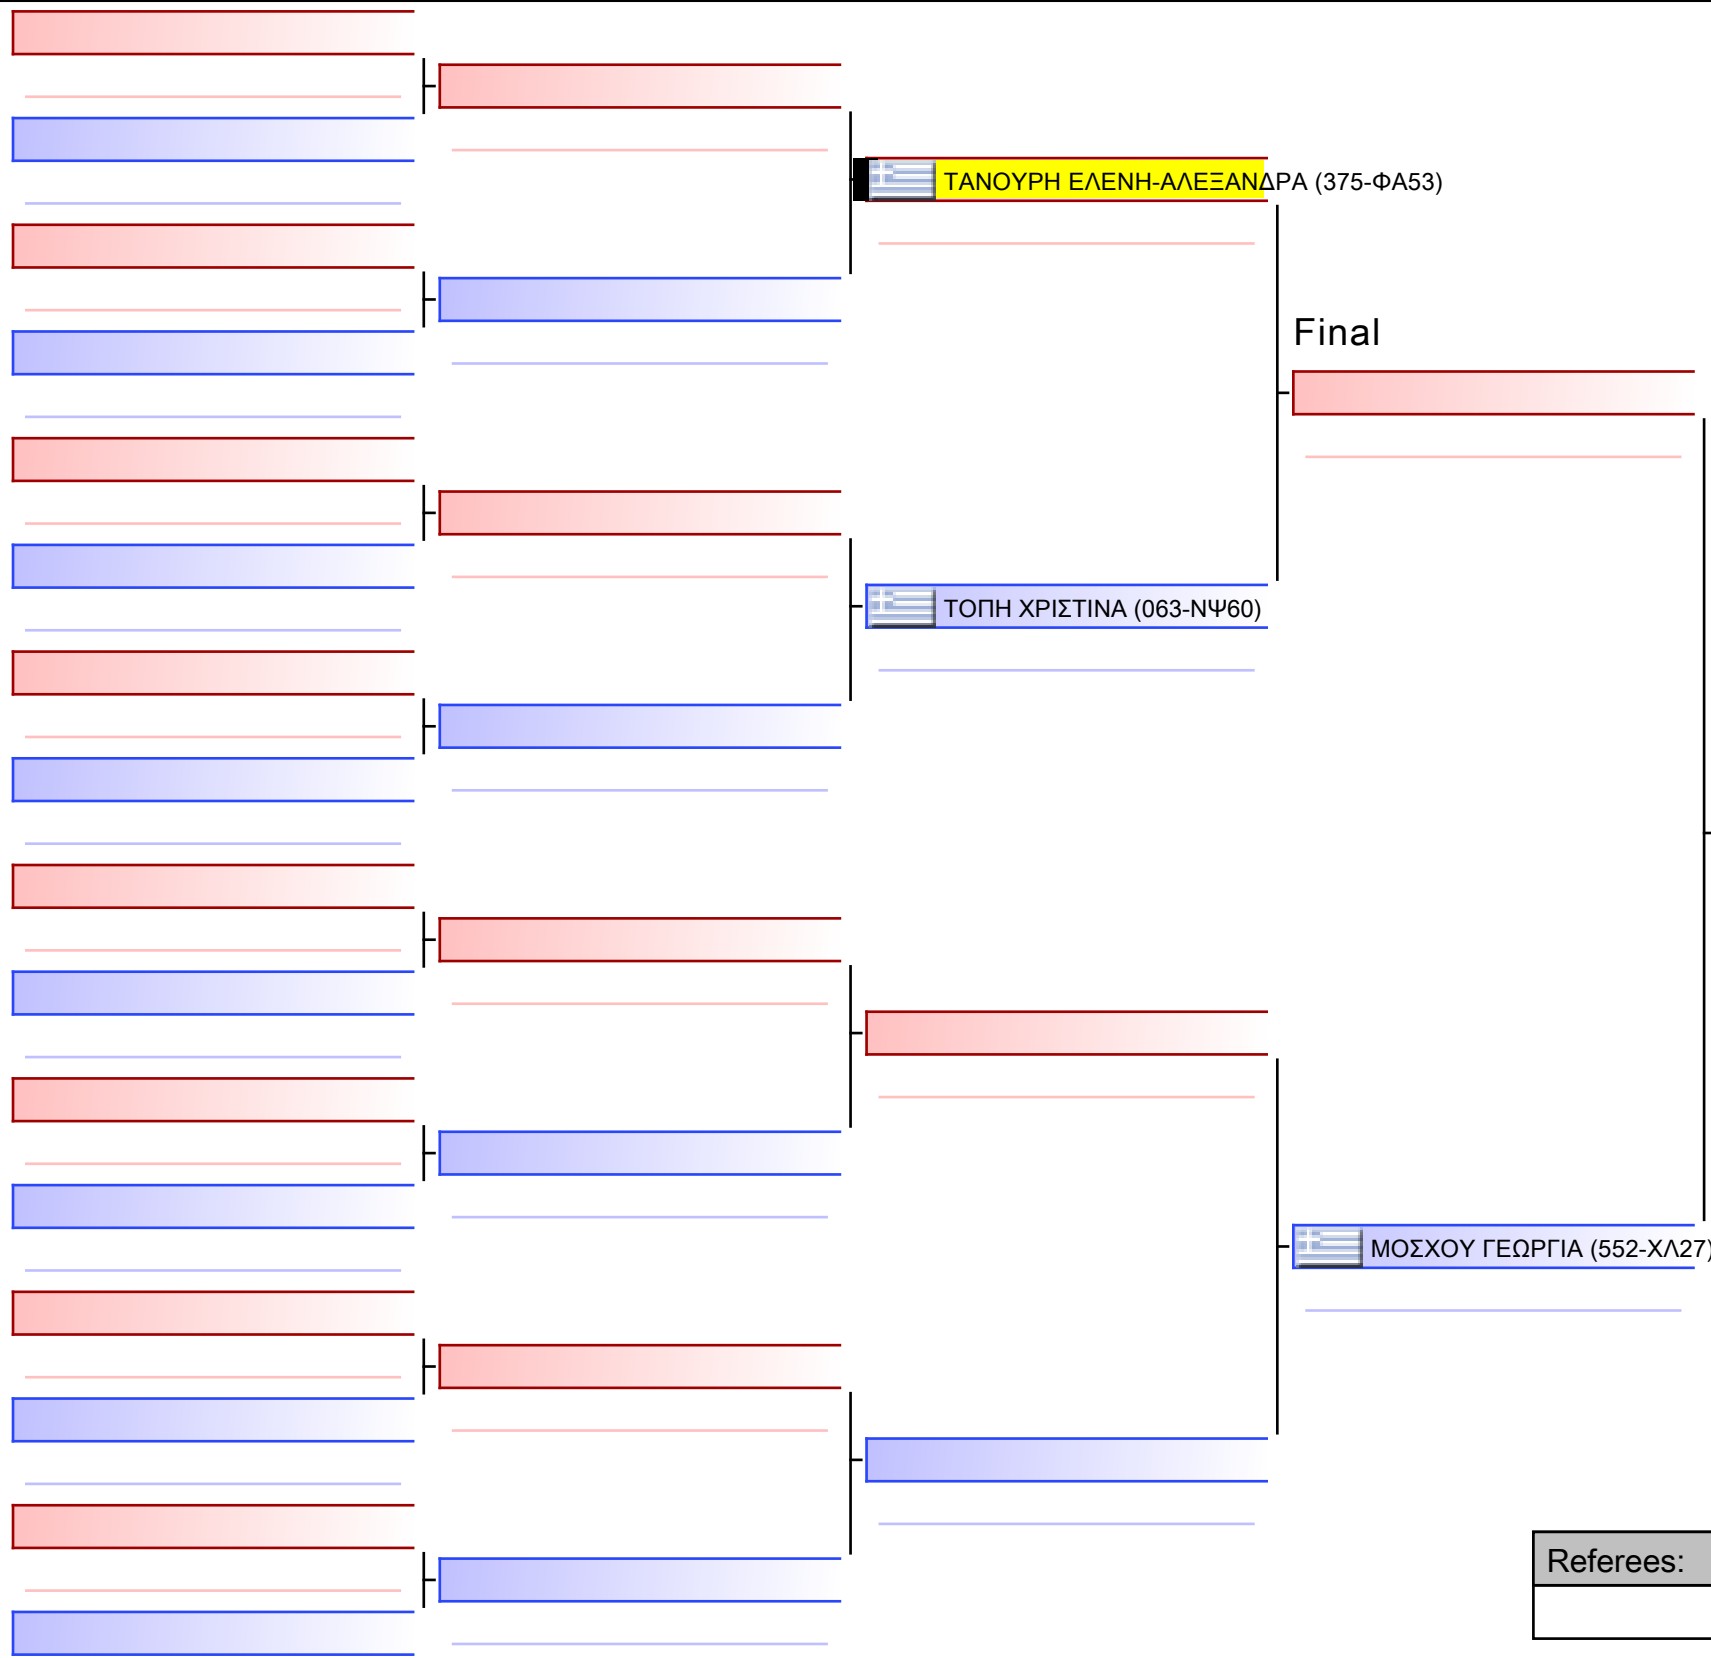 ΤΑΝΟΥΡΗ ΕΛΕΝΗ-ΑΛΕΞΑΝΔΡΑ (375-ΦΑ53)
Final
ΤΟΠΗ ΧΡΙΣΤΙΝΑ (063-ΝΨ60)
ΜΟΣΧΟΥ ΓΕΩΡΓΙΑ (552-ΧΛ27)
Referees: